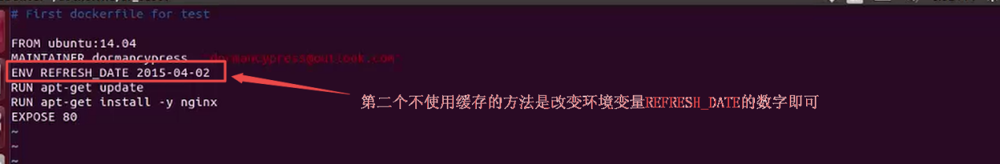 # First dockerfile for test
FROM ubuntu:14.04
MAINTAINER dormancypress dormancypress@outlook.com
ENV REFRESH_DATE 2015-04-02
RUN apt-get update
RUN apt-get install -y nginx
第二个不使用缓存的方法是改变环境变量REFRESH_DATE的数字即可
EXPOSE 80
~
~
~